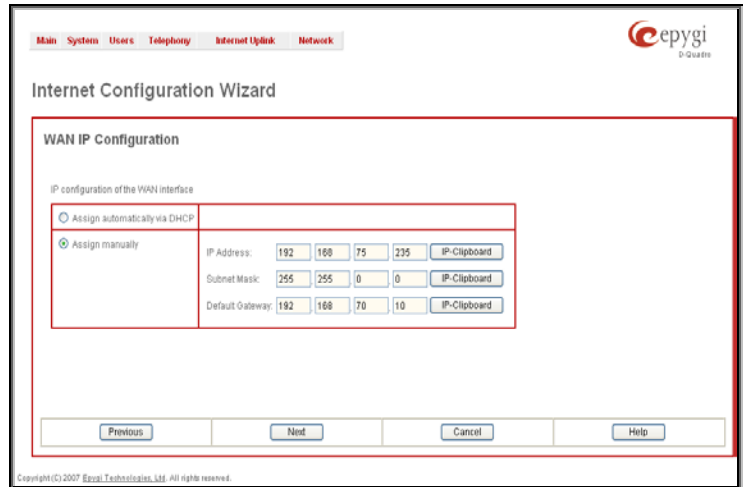 Main System Users Telephony Internet Uplink Network
epygi
D-Quadro
Internet Configuration Wizard
WAN IP Configuration
IP configuration of the WAN interface
Assign automatically via DHCP
Assign manually
IP Address: 192 . 168 . 75 . 235 IP-Clipboard
Subnet Mask: 255 . 255 . 0 . 0 IP-Clipboard
Default Gateway: 192 . 168 . 70 . 10 IP-Clipboard
Previous Next Cancel Help
Copyright (C) 2007 Epygi Technologies, Ltd. All rights reserved.